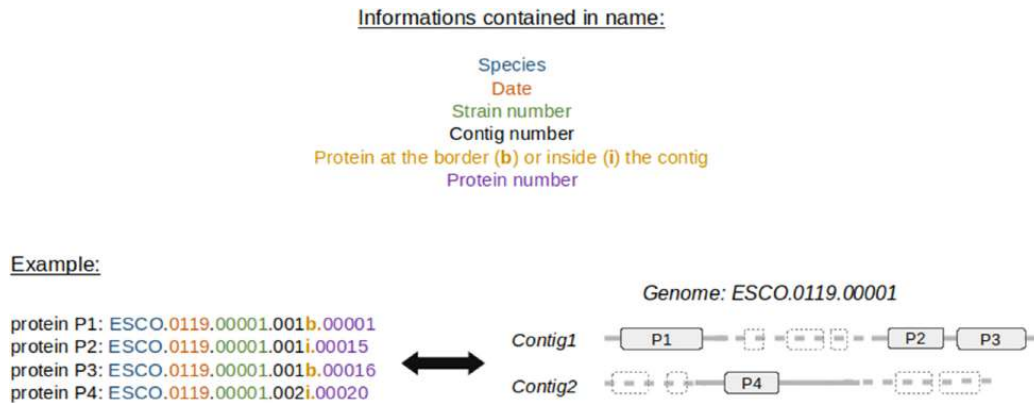 Informations contained in name:
Species
Date
Strain number
Contig number
Protein at the border (b) or inside (i) the contig
Protein number
Example:
protein P1: ESCO.0119.00001.001b.00001
protein P2: ESCO.0119.00001.001i.00015
protein P3: ESCO.0119.00001.001b.00016
protein P4: ESCO.0119.00001.002i.00020
Genome: ESCO.0119.00001
Contig1 P1 P2 P3
Contig2 P4